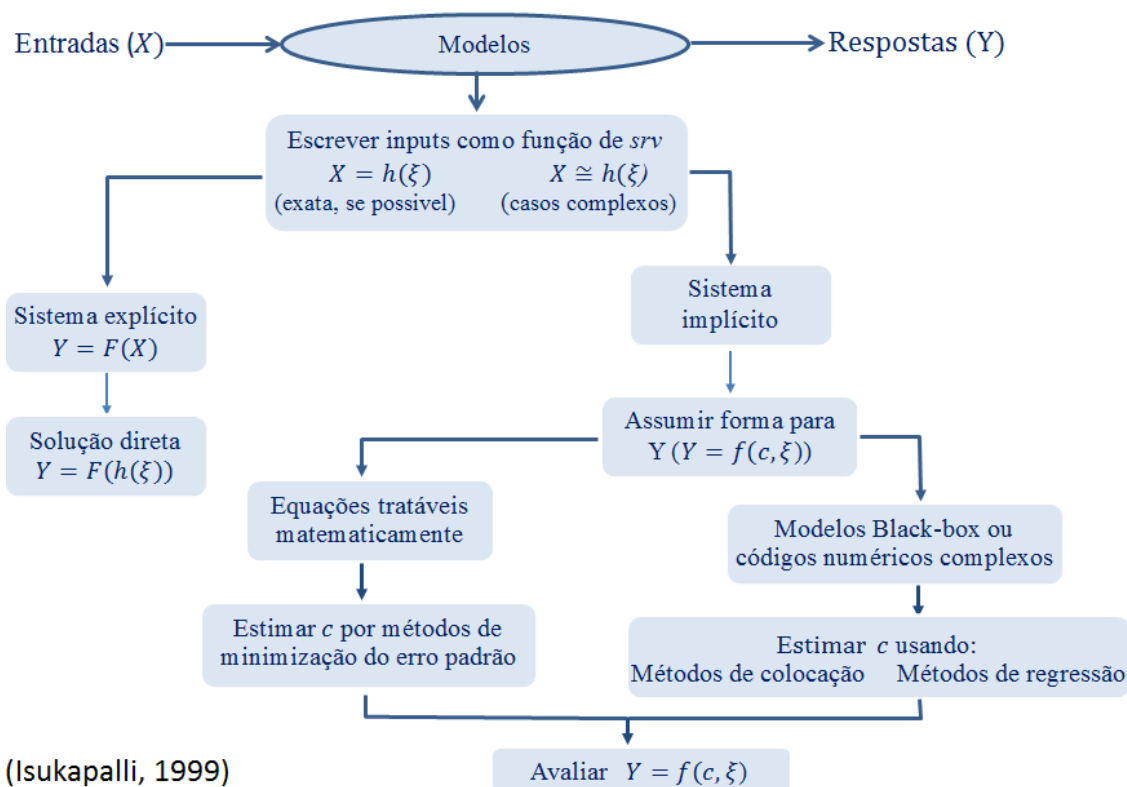 Entradas (X)
Modelos
Respostas (Y)
Escrever inputs como função de srv
X = h(ξ) X ≅ h(ξ)
(exata, se possivel) (casos complexos)
Sistema explícito
Y = F(X)
Solução direta
Y = F(h(ξ))
Sistema
implícito
Assumir forma para
Y (Y = f(c, ξ))
Equações tratáveis
matematicamente
Estimar c por métodos de
minimização do erro padrão
Modelos Black-box ou
códigos numéricos complexos
Estimar c usando:
Métodos de colocação Métodos de regressão
Avaliar Y = f(c, ξ)
(Isukapalli, 1999)